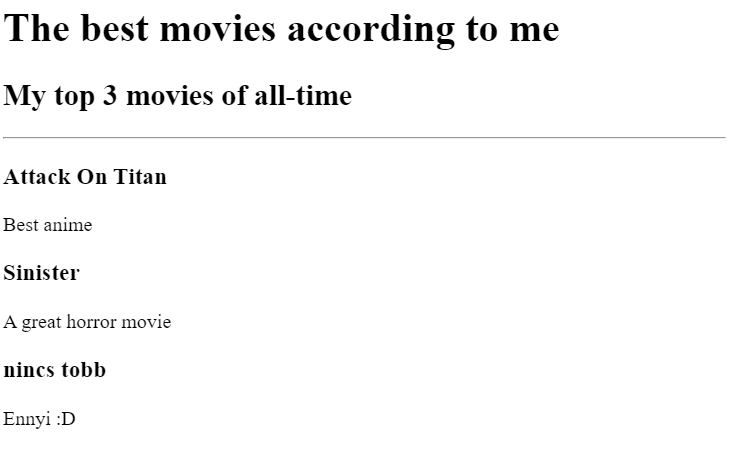 The best movies according to me
My top 3 movies of all-time
Attack On Titan
Best anime
Sinister
A great horror movie
nincs tobb
Ennyi :D